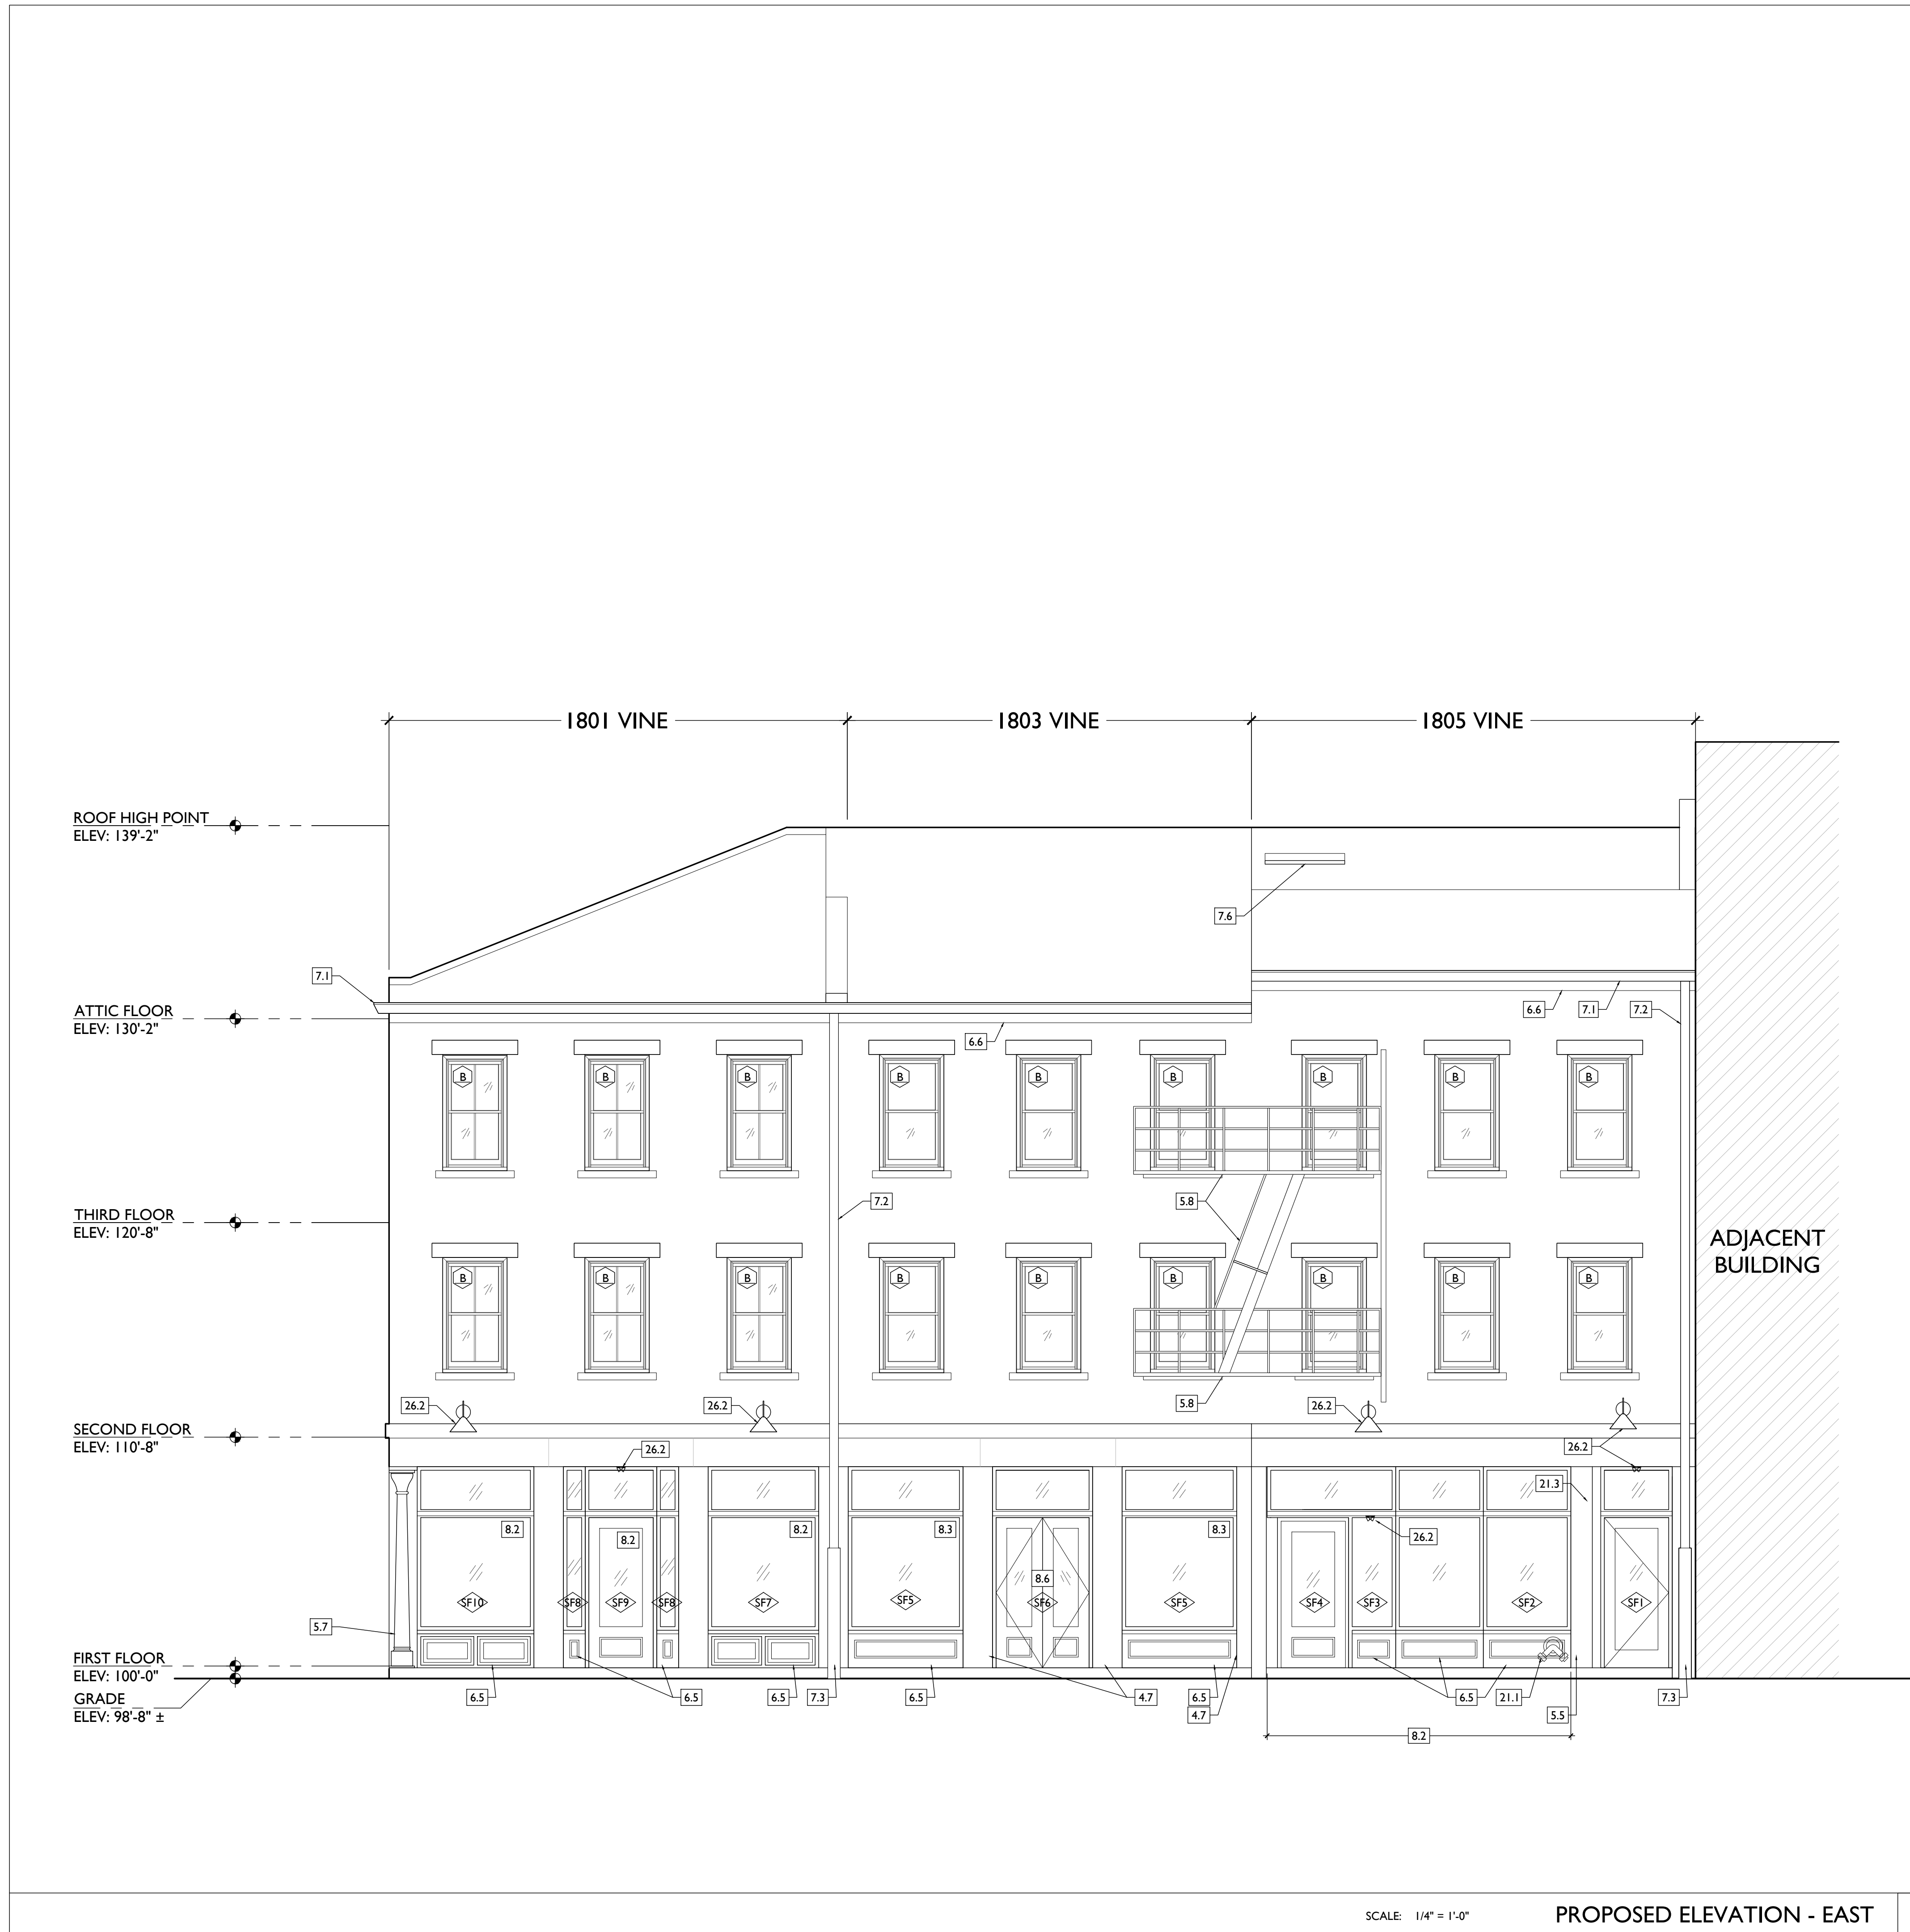 1801 VINE
1803 VINE
1805 VINE
ROOF HIGH POINT
ELEV: 139'-2"
7.6
7.1
ATTIC FLOOR
ELEV: 130'-2"
6.6
7.1
7.2
6.6
B
B
B
B
B
B
B
B
B
7.2
5.8
THIRD FLOOR
ELEV: 120'-8"
ADJACENT
BUILDING
B
B
B
B
B
B
B
B
B
26.2
26.2
5.8
26.2
SECOND FLOOR
ELEV: 110'-8"
26.2
26.2
21.3
8.2
8.2
8.2
8.3
8.3
26.2
8.6
SF10
SF8
SF9
SF8
SF7
SF5
SF6
SF5
SF4
SF3
SF2
SF1
5.7
FIRST FLOOR
ELEV: 100'-0"
GRADE
ELEV: 98'-8" ±
6.5
6.5
6.5
7.3
6.5
4.7
6.5
4.7
6.5
21.1
5.5
7.3
8.2
SCALE: 1/4" = 1'-0"
PROPOSED ELEVATION - EAST